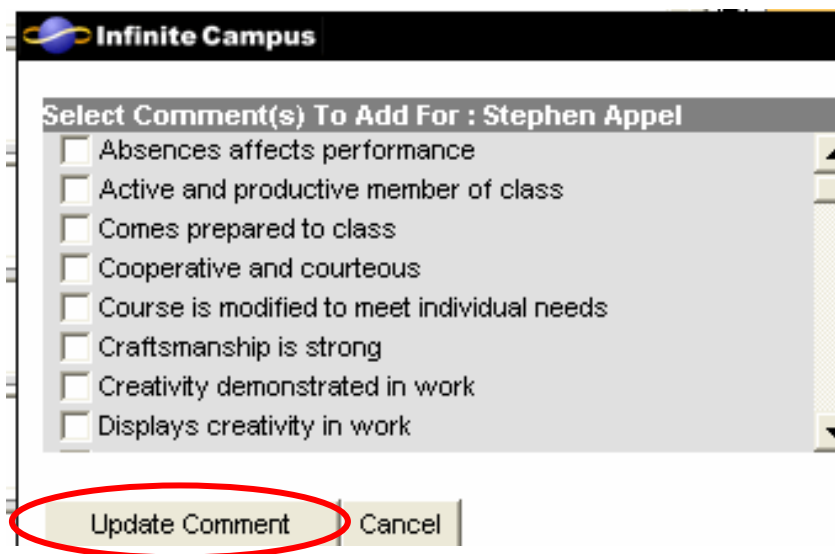 Infinite Campus
Select Comment(s) To Add For : Stephen Appel
Absences affects performance
Active and productive member of class
Comes prepared to class
Cooperative and courteous
Course is modified to meet individual needs
Craftsmanship is strong
Creativity demonstrated in work
Displays creativity in work
Update Comment Cancel